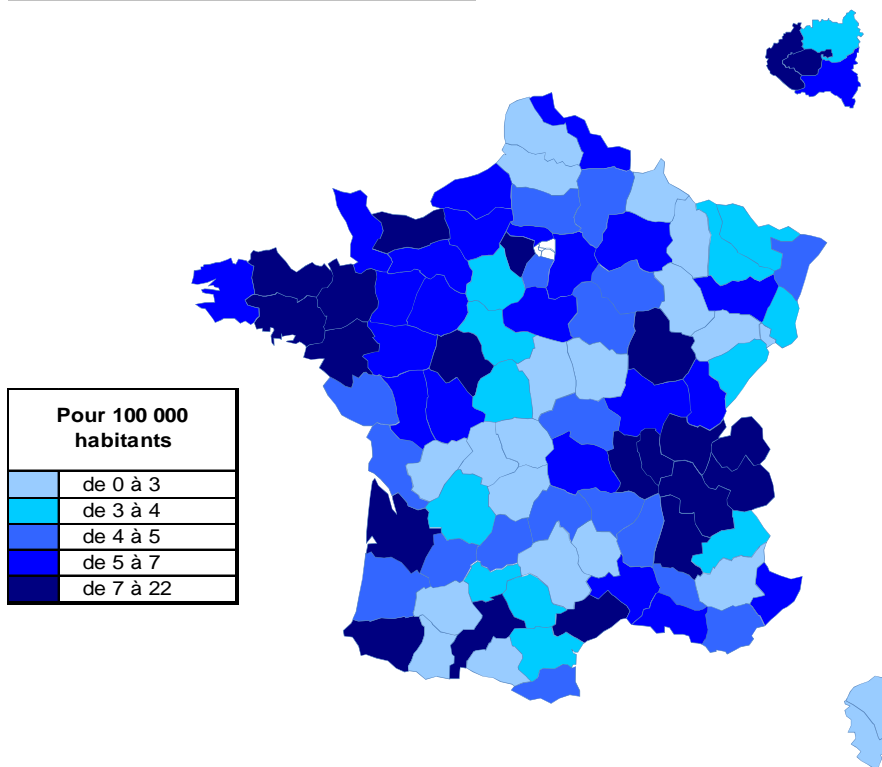 Pour 100 000
habitants
de 0 à 3
de 3 à 4
de 4 à 5
de 5 à 7
de 7 à 22